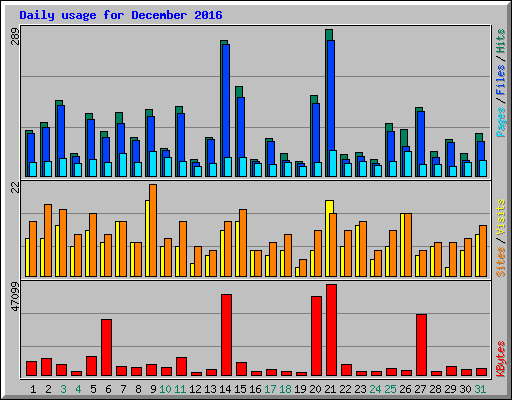 Daily usage for December 2016
289
Pages / Files / Hits
22
Sites / Visits
47099
KBytes
1 2 3 4 5 6 7 8 9 10 11 12 13 14 15 16 17 18 19 20 21 22 23 24 25 26 27 28 29 30 31